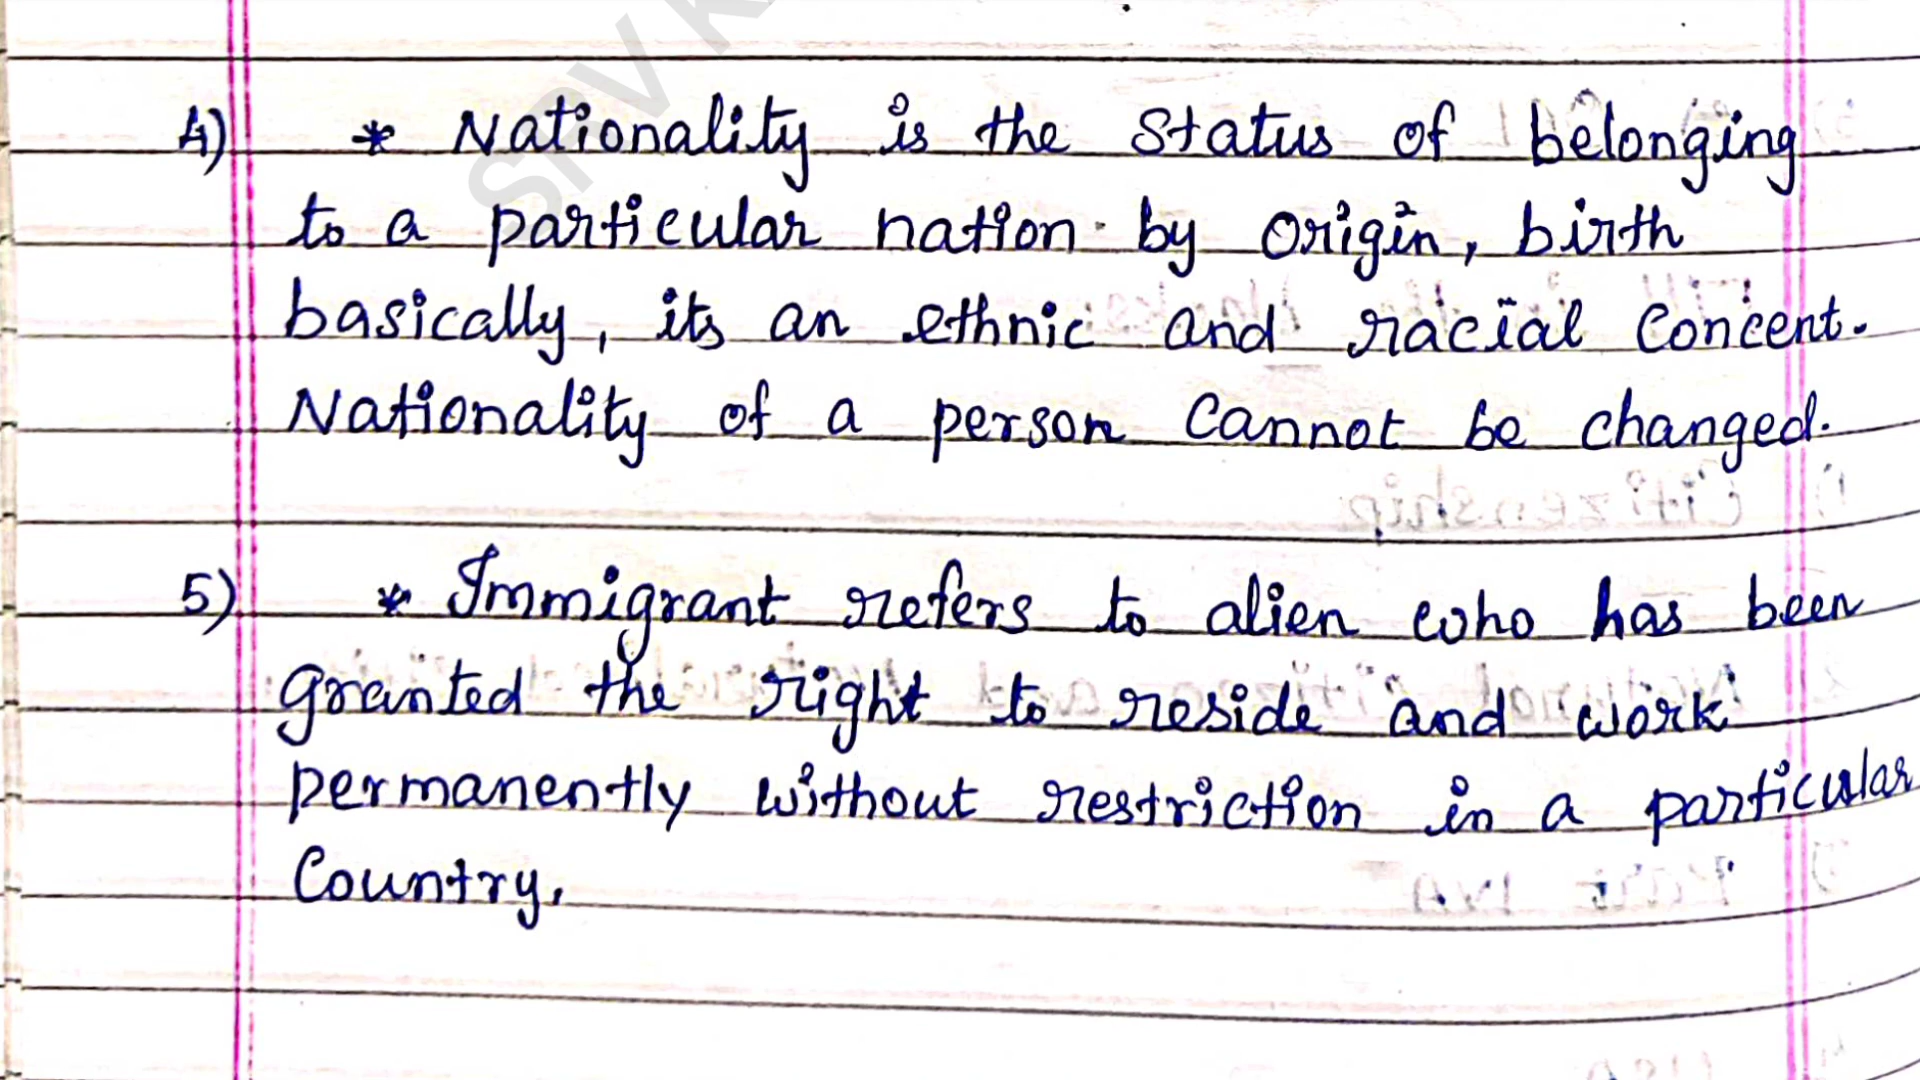 SRV K
4) * Nationality is the status of belonging
to a particular nation by origin, birth
basically, its an ethnic and racial concent.
Nationality of a person cannot be changed.
5) * Immigrant refers to alien who has been
granted the right to reside and work
permanently without restriction in a particular
Country.